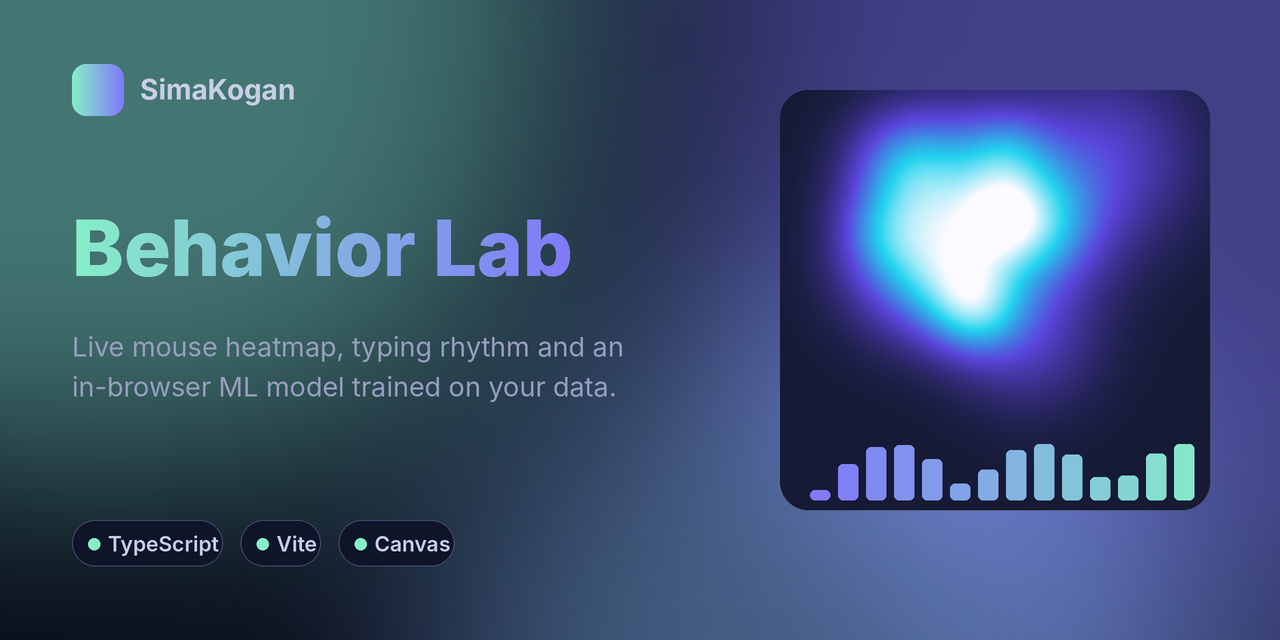 SimaKogan
Behavior Lab
Live mouse heatmap, typing rhythm and an
in-browser ML model trained on your data.
TypeScript
Vite
Canvas